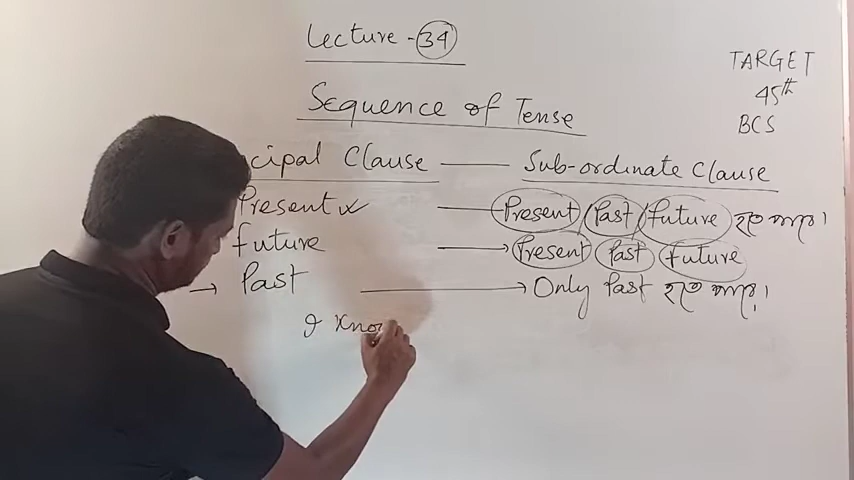 Lecture - 34
TARGET
45th
BCS
Sequence of Tense
cipal Clause — Sub-ordinate Clause
Present — Present / Past / Future হতে পারে।
future → Present Past Future
→ Past → Only Past হতে পারে।
I Kno